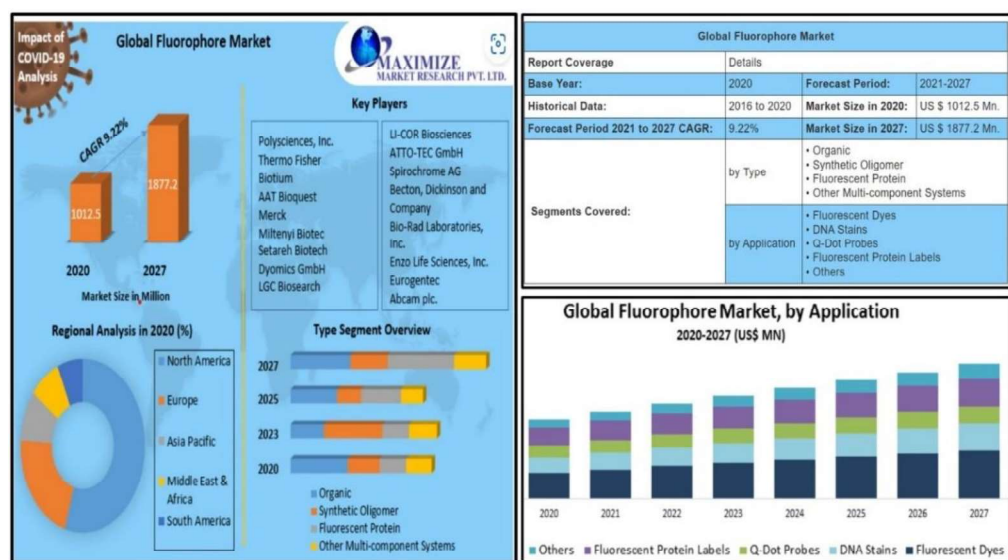 Impact of
COVID-19
Analysis
Global Fluorophore Market
MAXIMIZE
MARKET RESEARCH PVT. LTD.
CAGR 9.22%
1012.5
1877.2
2020
2027
Market Size in Million
Key Players
Polysciences, Inc.
Thermo Fisher
Biotium
AAT Bioquest
Merck
Miltenyi Biotec
Setareh Biotech
Dyomics GmbH
LGC Biosearch
LI-COR Biosciences
ATTO-TEC GmbH
Spirochrome AG
Becton, Dickinson and
Company
Bio-Rad Laboratories,
Inc.
Enzo Life Sciences, Inc.
Eurogentec
Abcam plc.
Regional Analysis in 2020 (%)
North America
Europe
Asia Pacific
Middle East &
Africa
South America
Type Segment Overview
2027
2025
2023
2020
Organic
Synthetic Oligomer
Fluorescent Protein
Other Multi-component Systems
Global Fluorophore Market
Report Coverage Details
Base Year: 2020 Forecast Period: 2021-2027
Historical Data: 2016 to 2020 Market Size in 2020: US $ 1012.5 Mn.
Forecast Period 2021 to 2027 CAGR: 9.22% Market Size in 2027: US $ 1877.2 Mn.
Segments Covered:
by Type
• Organic
• Synthetic Oligomer
• Fluorescent Protein
• Other Multi-component Systems
by Application
• Fluorescent Dyes
• DNA Stains
• Q-Dot Probes
• Fluorescent Protein Labels
• Others
Global Fluorophore Market, by Application
2020-2027 (US$ MN)
2020 2021 2022 2023 2024 2025 2026 2027
Others Fluorescent Protein Labels Q-Dot Probes DNA Stains Fluorescent Dyes